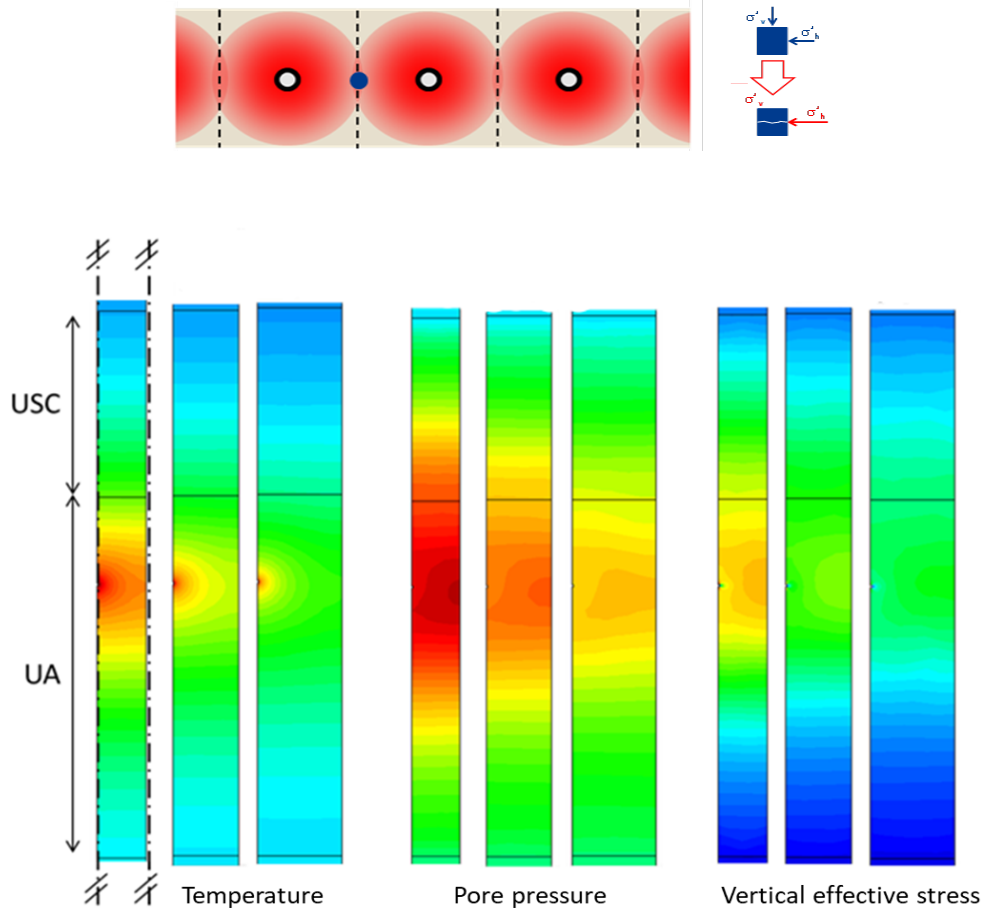 σ'v
σ'h
σ'v
σ'h
USC
UA
Temperature
Pore pressure
Vertical effective stress